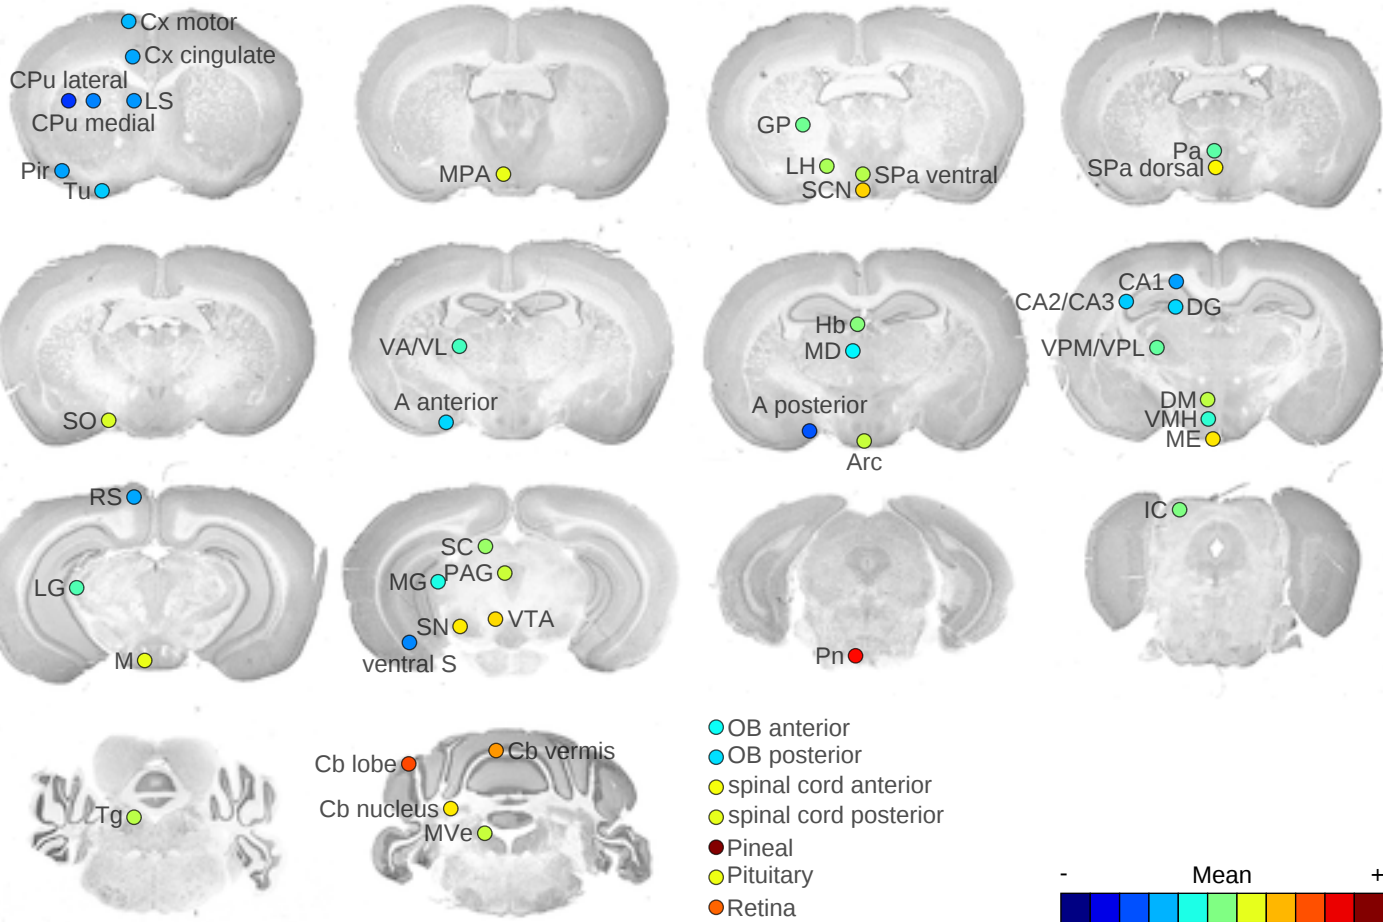 Cx motor
Cx cingulate
CPu lateral
LS
CPu medial
Pir
Tu
MPA
GP
LH
SPa ventral
SCN
Pa
SPa dorsal
SO
VA/VL
A anterior
Hb
MD
A posterior
Arc
CA1
CA2/CA3
DG
VPM/VPL
DM
VMH
ME
RS
LG
M
SC
PAG
MG
SN
VTA
ventral S
Pn
IC
Tg
Cb lobe
Cb vermis
Cb nucleus
MVe
OB anterior
OB posterior
spinal cord anterior
spinal cord posterior
Pineal
Pituitary
Retina
- Mean +